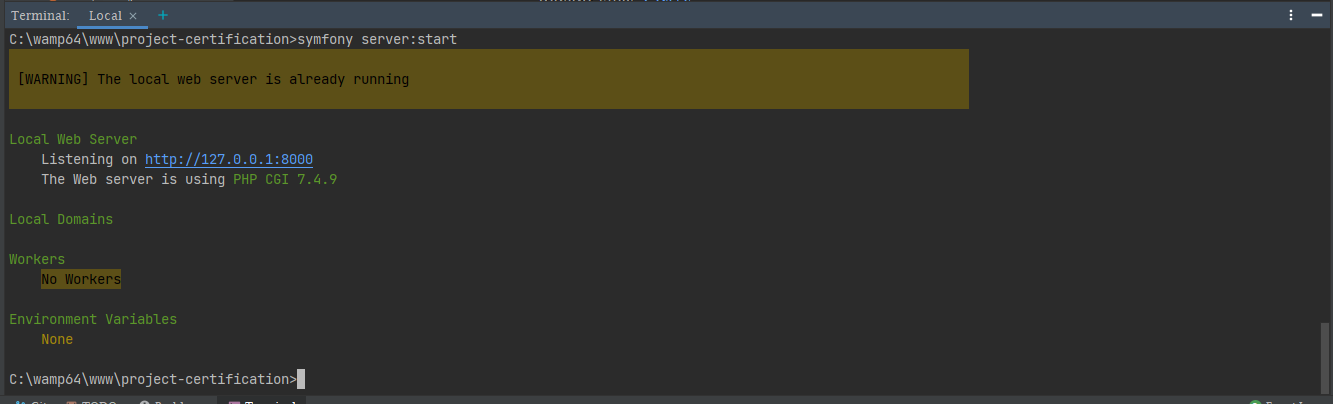 Terminal: Local × +
C:\wamp64\www\project-certification>symfony server:start
[WARNING] The local web server is already running
Local Web Server
Listening on http://127.0.0.1:8000
The Web server is using PHP CGI 7.4.9
Local Domains
Workers
No Workers
Environment Variables
None
C:\wamp64\www\project-certification>